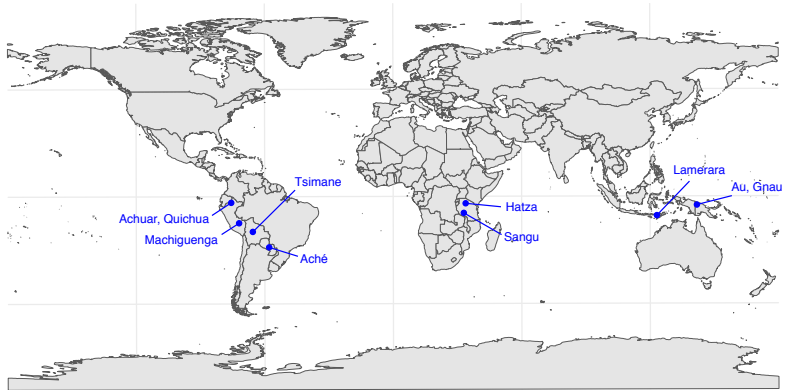 Lamerara
Tsimane
Au, Gnau
Hatza
Achuar, Quichua
Sangu
Machiguenga
Aché